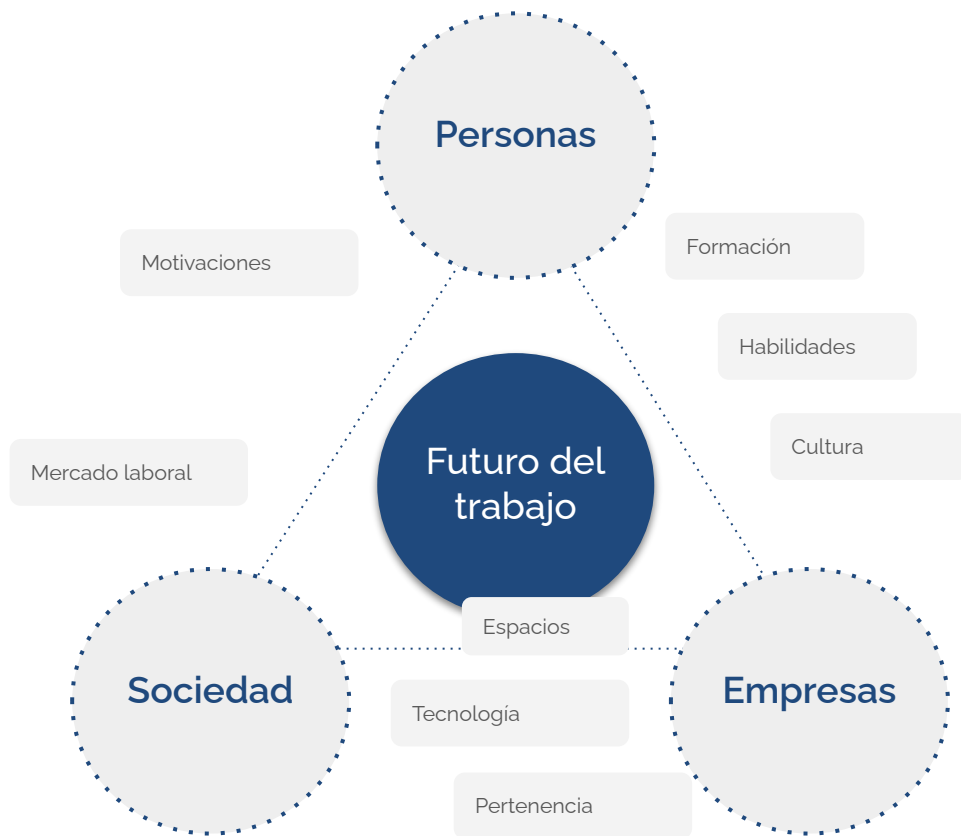 Personas
Motivaciones
Formación
Habilidades
Cultura
Mercado laboral
Futuro del
trabajo
Espacios
Sociedad
Empresas
Tecnología
Pertenencia